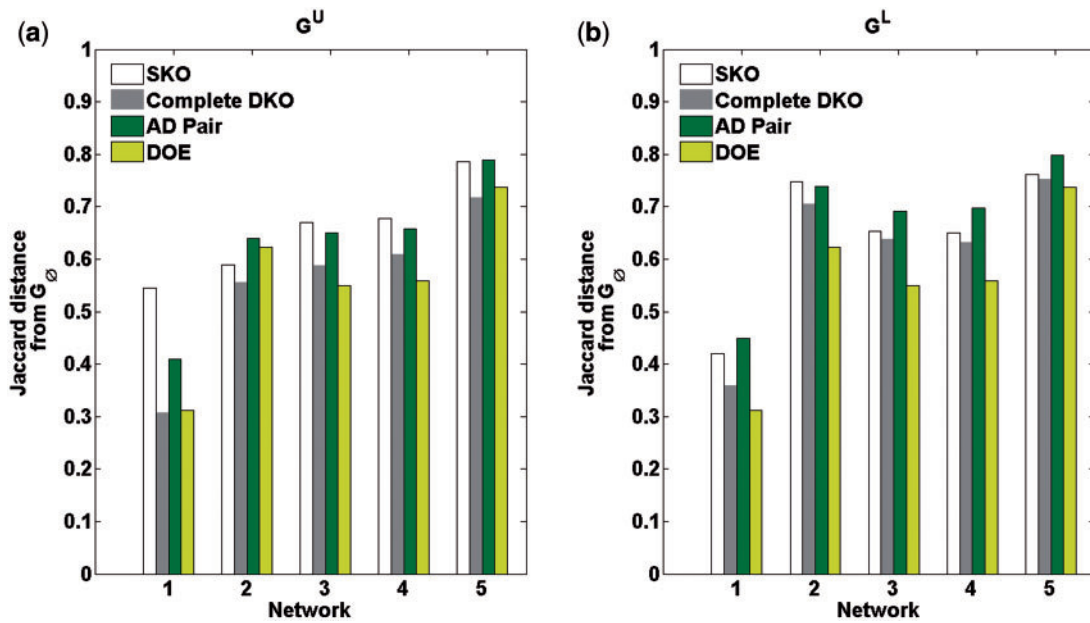 (a)
G^U
1
0.9
0.8
0.7
0.6
0.5
0.4
0.3
0.2
0.1
0
Jaccard distance
from G_∅
SKO
Complete DKO
AD Pair
DOE
1 2 3 4 5
Network
(b)
G^L
1
0.9
0.8
0.7
0.6
0.5
0.4
0.3
0.2
0.1
0
Jaccard distance
from G_∅
SKO
Complete DKO
AD Pair
DOE
1 2 3 4 5
Network